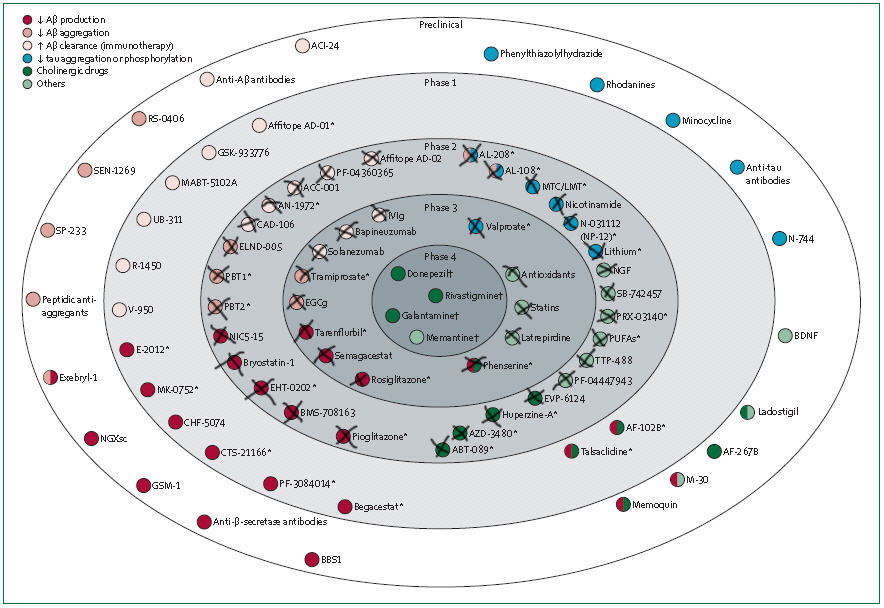 ↓ Aβ production
↓ Aβ aggregation
↑ Aβ clearance (immunotherapy)
↓ tau aggregation or phosphorylation
Cholinergic drugs
Others
Preclinical
ACI-24
Phenylthiazolylhydrazide
Anti-Aβ antibodies
Rhodanines
RS-0406
Minocycline
SEN-1269
Anti-tau
antibodies
SP-233
N-744
Peptidic anti-
aggregants
BDNF
Exebryl-1
Ladostigil
NGXsc
AF-267B
GSM-1
M-30
Memoquin
Anti-β-secretase antibodies
BBS1
Phase 1
Affitope AD-01*
GSK-933776
MABT-5102A
UB-311
R-1450
V-950
E-2012*
MK-0752*
CHF-5074
CTS-21166*
PF-3084014*
Begacestat*
AF-102B*
Talsaclidine*
Phase 2
Affitope AD-02
AL-208*
PF-04360365
AL-108*
ACC-001
MTC/LMT*
AN-1972*
Nicotinamide
CAD-106
N-031112
(NP-12)*
ELND-005
Lithium*
PBT1*
NGF
PBT2*
SB-742457
NIC5-15
PRX-03140*
Bryostatin-1
PUFAs*
EHT-0202*
TTP-488
BMS-708163
PF-04447943
Pioglitazone*
EVP-6124
Huperzine-A*
AZD-3480*
ABT-089*
Phase 3
IVIg
Bapineuzumab
Valproate*
Solanezumab
Tramiprosate*
Antioxidants
EGCg
Statins
Tarenflurbil*
Latrepirdine
Semagacestat
Phenserine*
Rosiglitazone*
Phase 4
Donepezil†
Rivastigmine†
Galantamine†
Memantine†